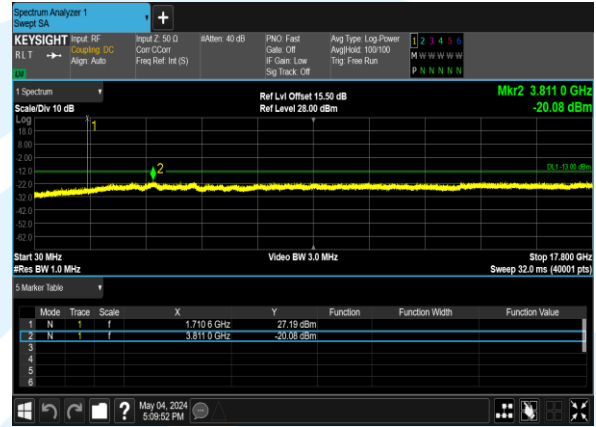 Spectrum Analyzer 1
Swept SA
+
KEYSIGHT Input: RF Input Z: 50 Ω #Atten: 40 dB PNO: Fast Avg Type: Log-Power 1 2 3 4 5 6
RLT Coupling: DC Corr CCorr Gate: Off Avg|Hold: 100/100 M W W W W W
Align: Auto Freq Ref: Int (S) IF Gain: Low Trig: Free Run P N N N N N
Sig Track: Off
LV
1 Spectrum Ref Lvl Offset 15.50 dB Mkr2 3.811 0 GHz
Scale/Div 10 dB Ref Level 28.00 dBm -20.08 dBm
Log
1
18.0
8.00
-2.00
-12.0
DL1 -13.00 dBm
2
-22.0
-32.0
-42.0
-52.0
-62.0
Start 30 MHz Video BW 3.0 MHz Stop 17.800 GHz
#Res BW 1.0 MHz Sweep 32.0 ms (40001 pts)
5 Marker Table
Mode Trace Scale X Y Function Function Width Function Value
1 N 1 f 1.710 6 GHz 27.19 dBm
2 N 1 f 3.811 0 GHz -20.08 dBm
3
4
5
6
? May 04, 2024
5:09:52 PM